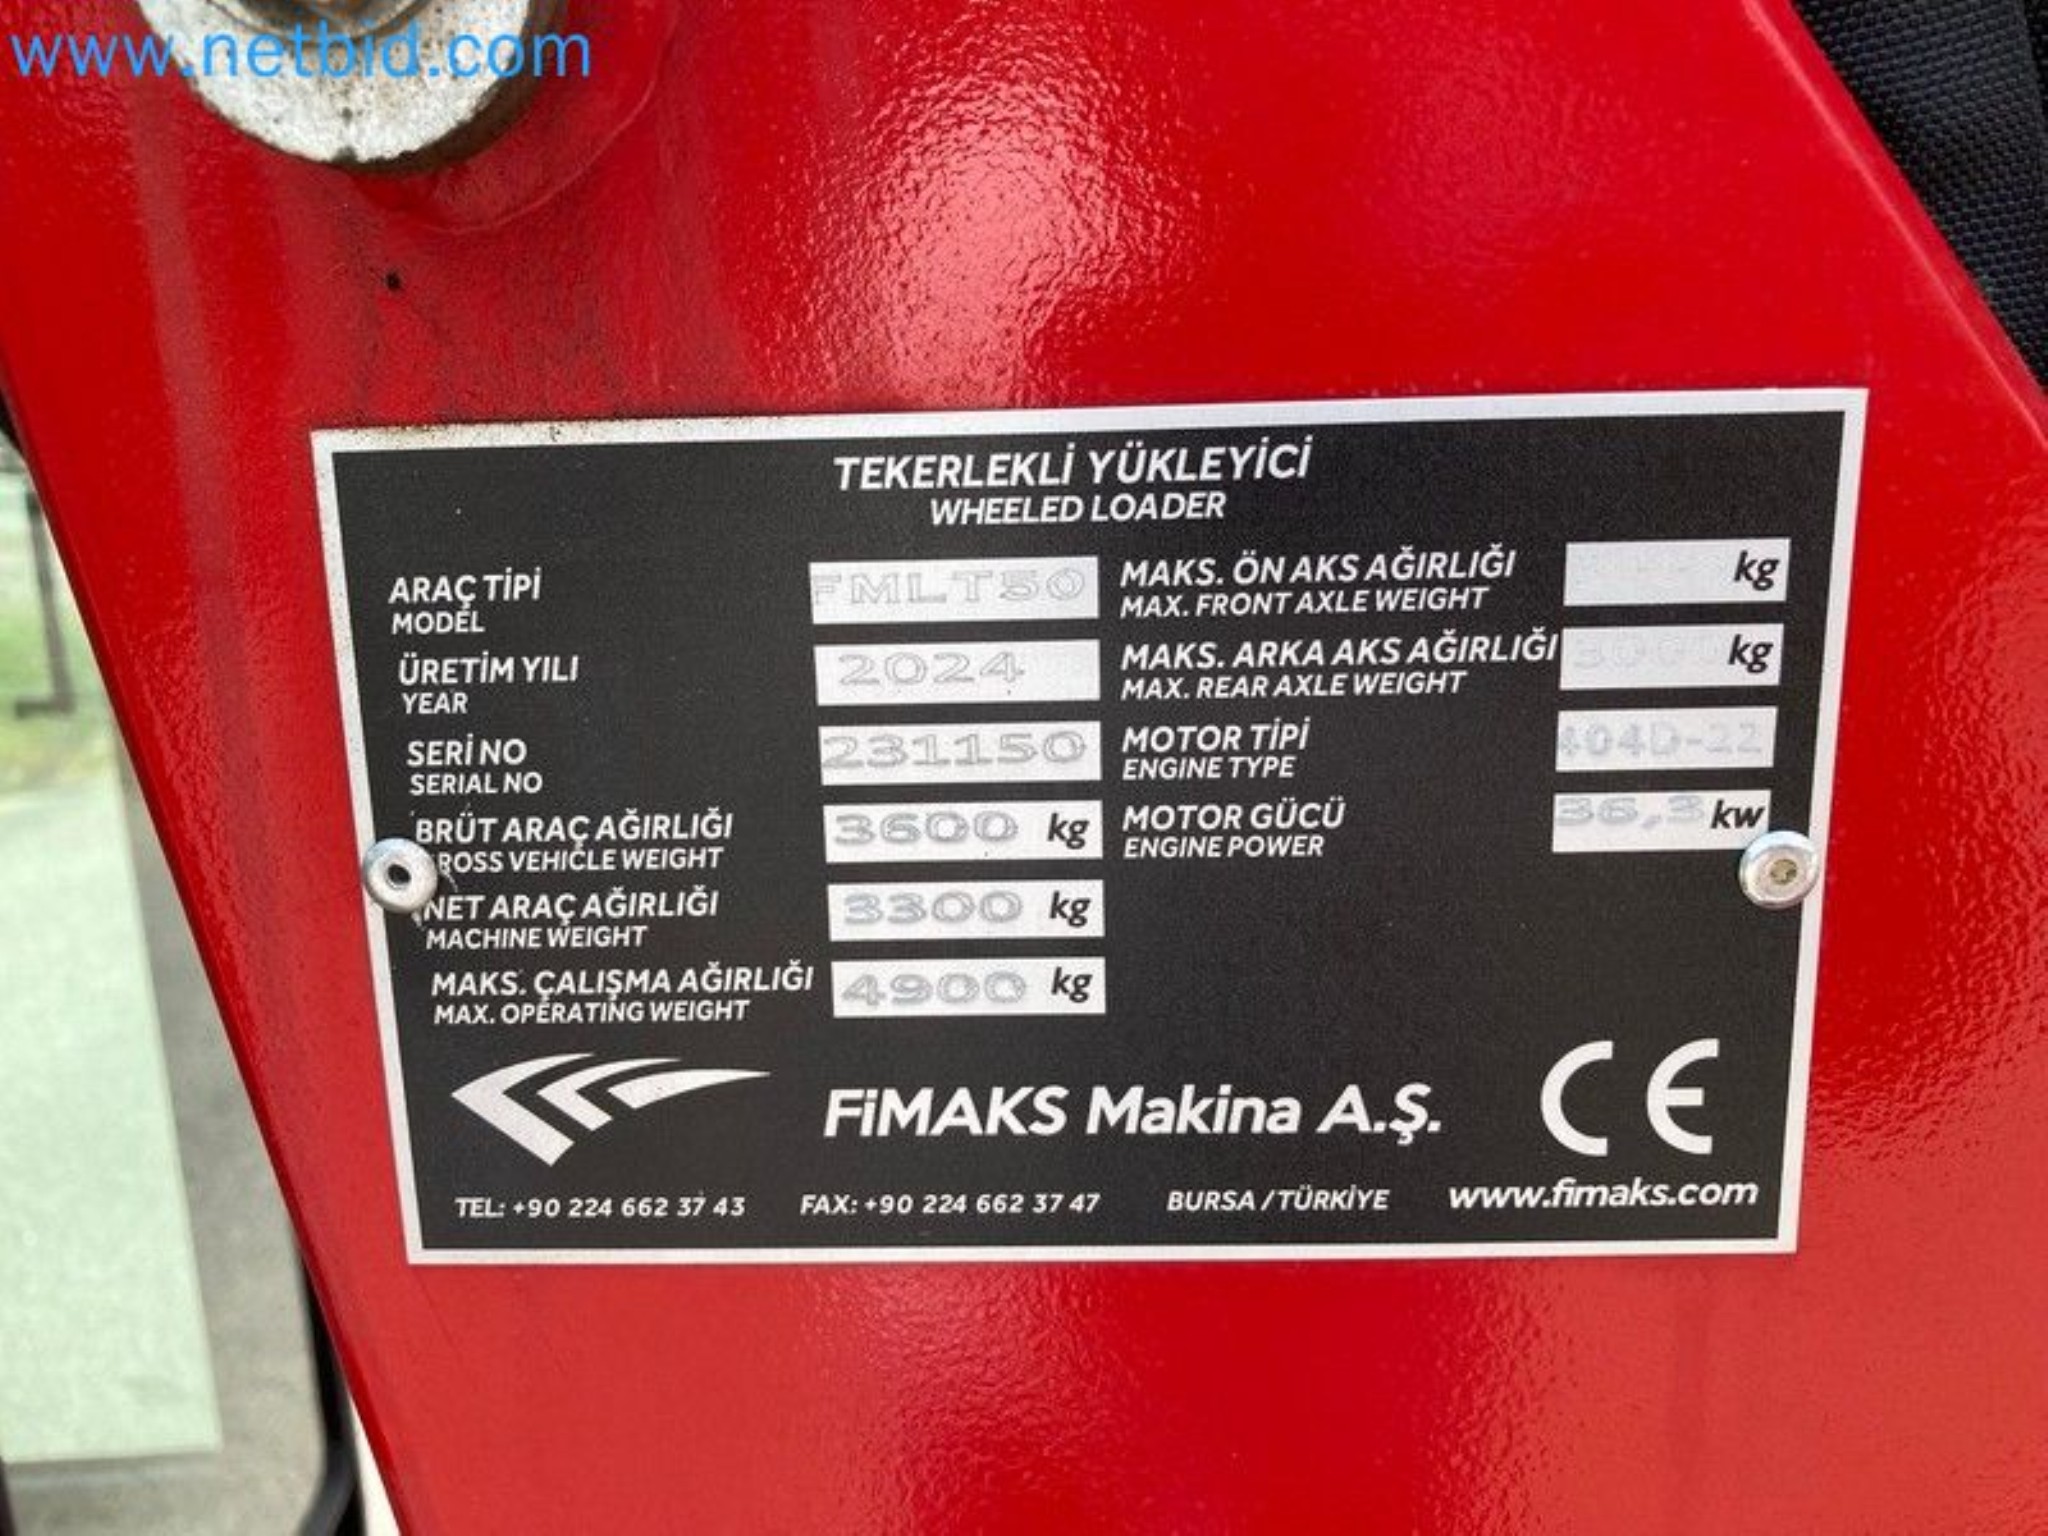 www.netbid.com
TEKERLEKLİ YÜKLEYİCİ
WHEELED LOADER
ARAÇ TİPİ FMLT50
MODEL
ÜRETİM YILI 2024
YEAR
SERİ NO 231150
SERIAL NO
BRÜT ARAÇ AĞIRLIĞI 3600 kg
GROSS VEHICLE WEIGHT
NET ARAÇ AĞIRLIĞI 3300 kg
MACHINE WEIGHT
MAKS. ÇALIŞMA AĞIRLIĞI 4900 kg
MAX. OPERATING WEIGHT
MAKS. ÖN AKS AĞIRLIĞI kg
MAX. FRONT AXLE WEIGHT
MAKS. ARKA AKS AĞIRLIĞI 3000 kg
MAX. REAR AXLE WEIGHT
MOTOR TİPİ 404D-22
ENGINE TYPE
MOTOR GÜCÜ 36,3 kw
ENGINE POWER
FiMAKS Makina A.Ş. CE
TEL: +90 224 662 37 43 FAX: +90 224 662 37 47 BURSA / TÜRKİYE www.fimaks.com